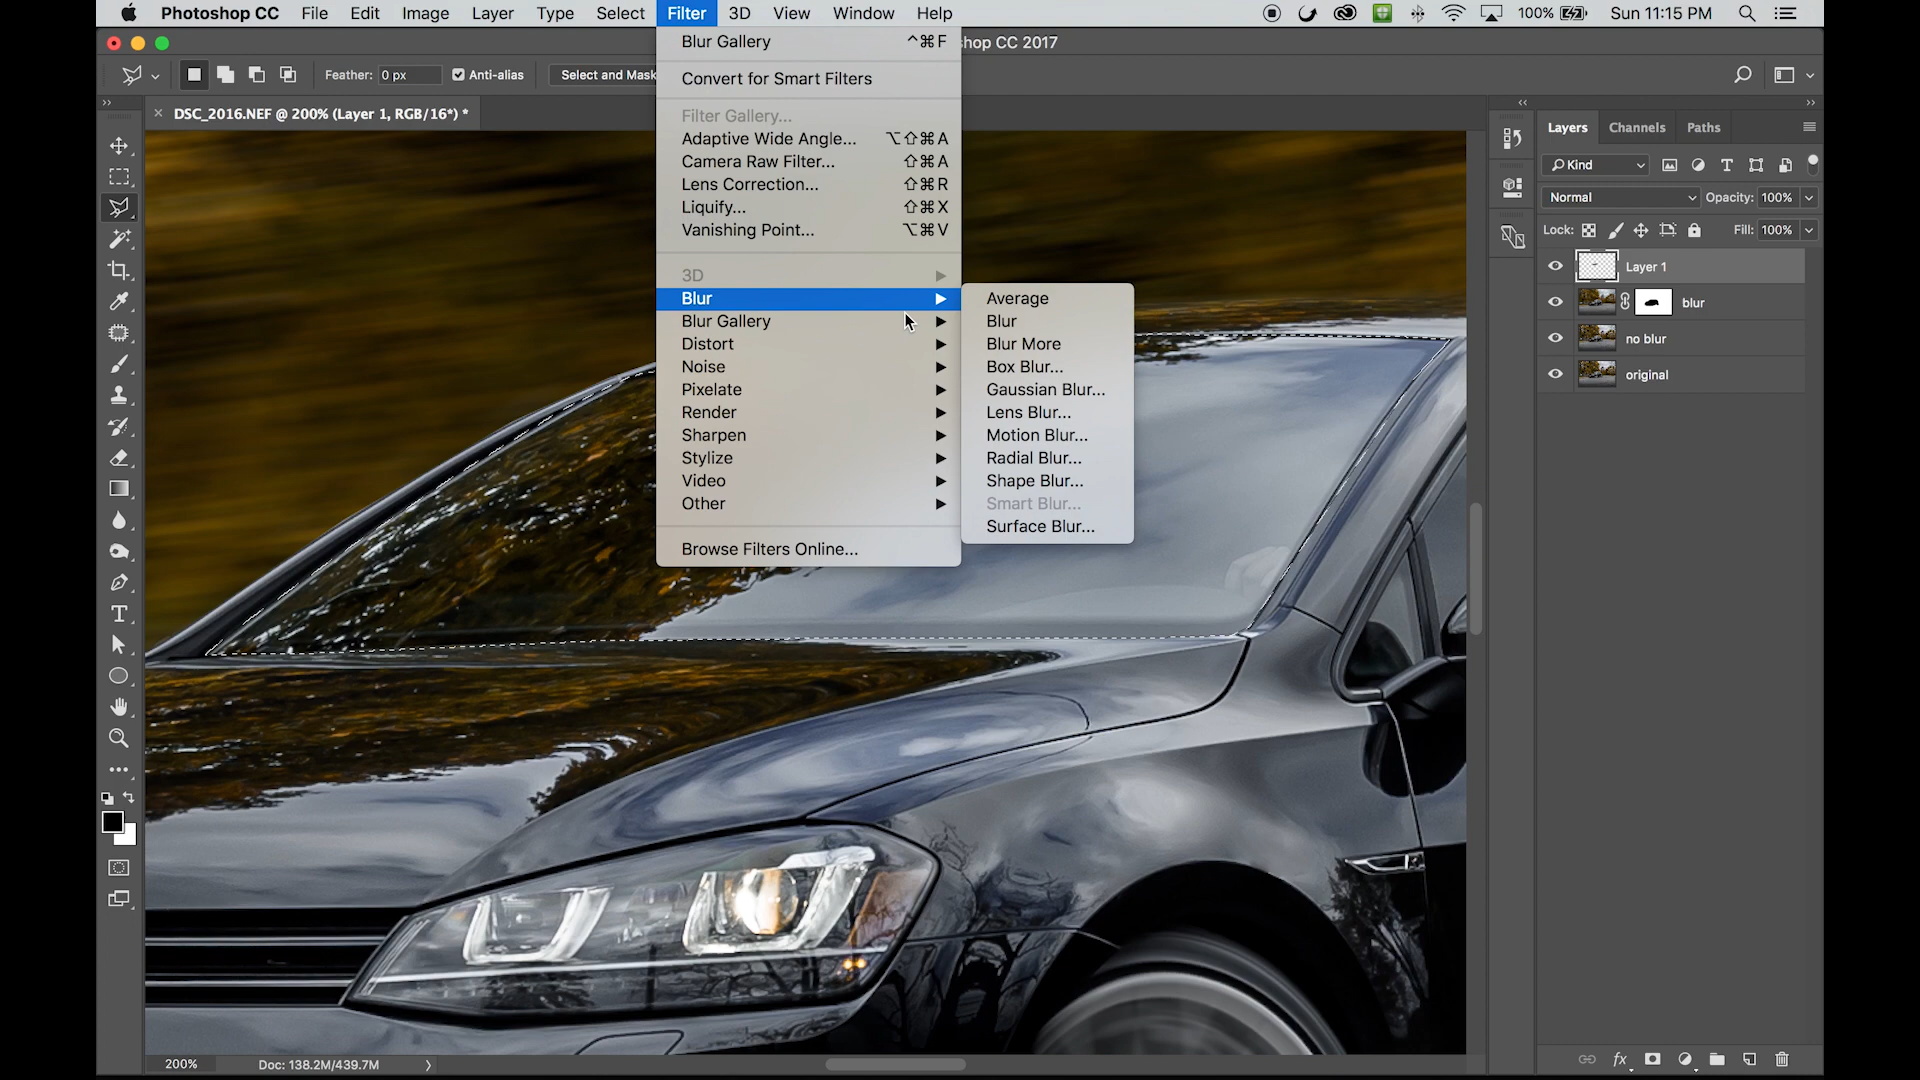 Photoshop CC File Edit Image Layer Type Select Filter 3D View Window Help 100% Sun 11:15 PM
hop CC 2017
Feather: 0 px Anti-alias Select and Mask
DSC_2016.NEF @ 200% (Layer 1, RGB/16*) *
Blur Gallery ^⌘F
Convert for Smart Filters
Filter Gallery...
Adaptive Wide Angle... ⌥⇧⌘A
Camera Raw Filter... ⇧⌘A
Lens Correction... ⇧⌘R
Liquify... ⇧⌘X
Vanishing Point... ⌥⌘V
3D
Blur
Blur Gallery
Distort
Noise
Pixelate
Render
Sharpen
Stylize
Video
Other
Browse Filters Online...
Average
Blur
Blur More
Box Blur...
Gaussian Blur...
Lens Blur...
Motion Blur...
Radial Blur...
Shape Blur...
Smart Blur...
Surface Blur...
Layers Channels Paths
Kind
Normal Opacity: 100%
Lock: Fill: 100%
Layer 1
blur
no blur
original
200% Doc: 138.2M/439.7M